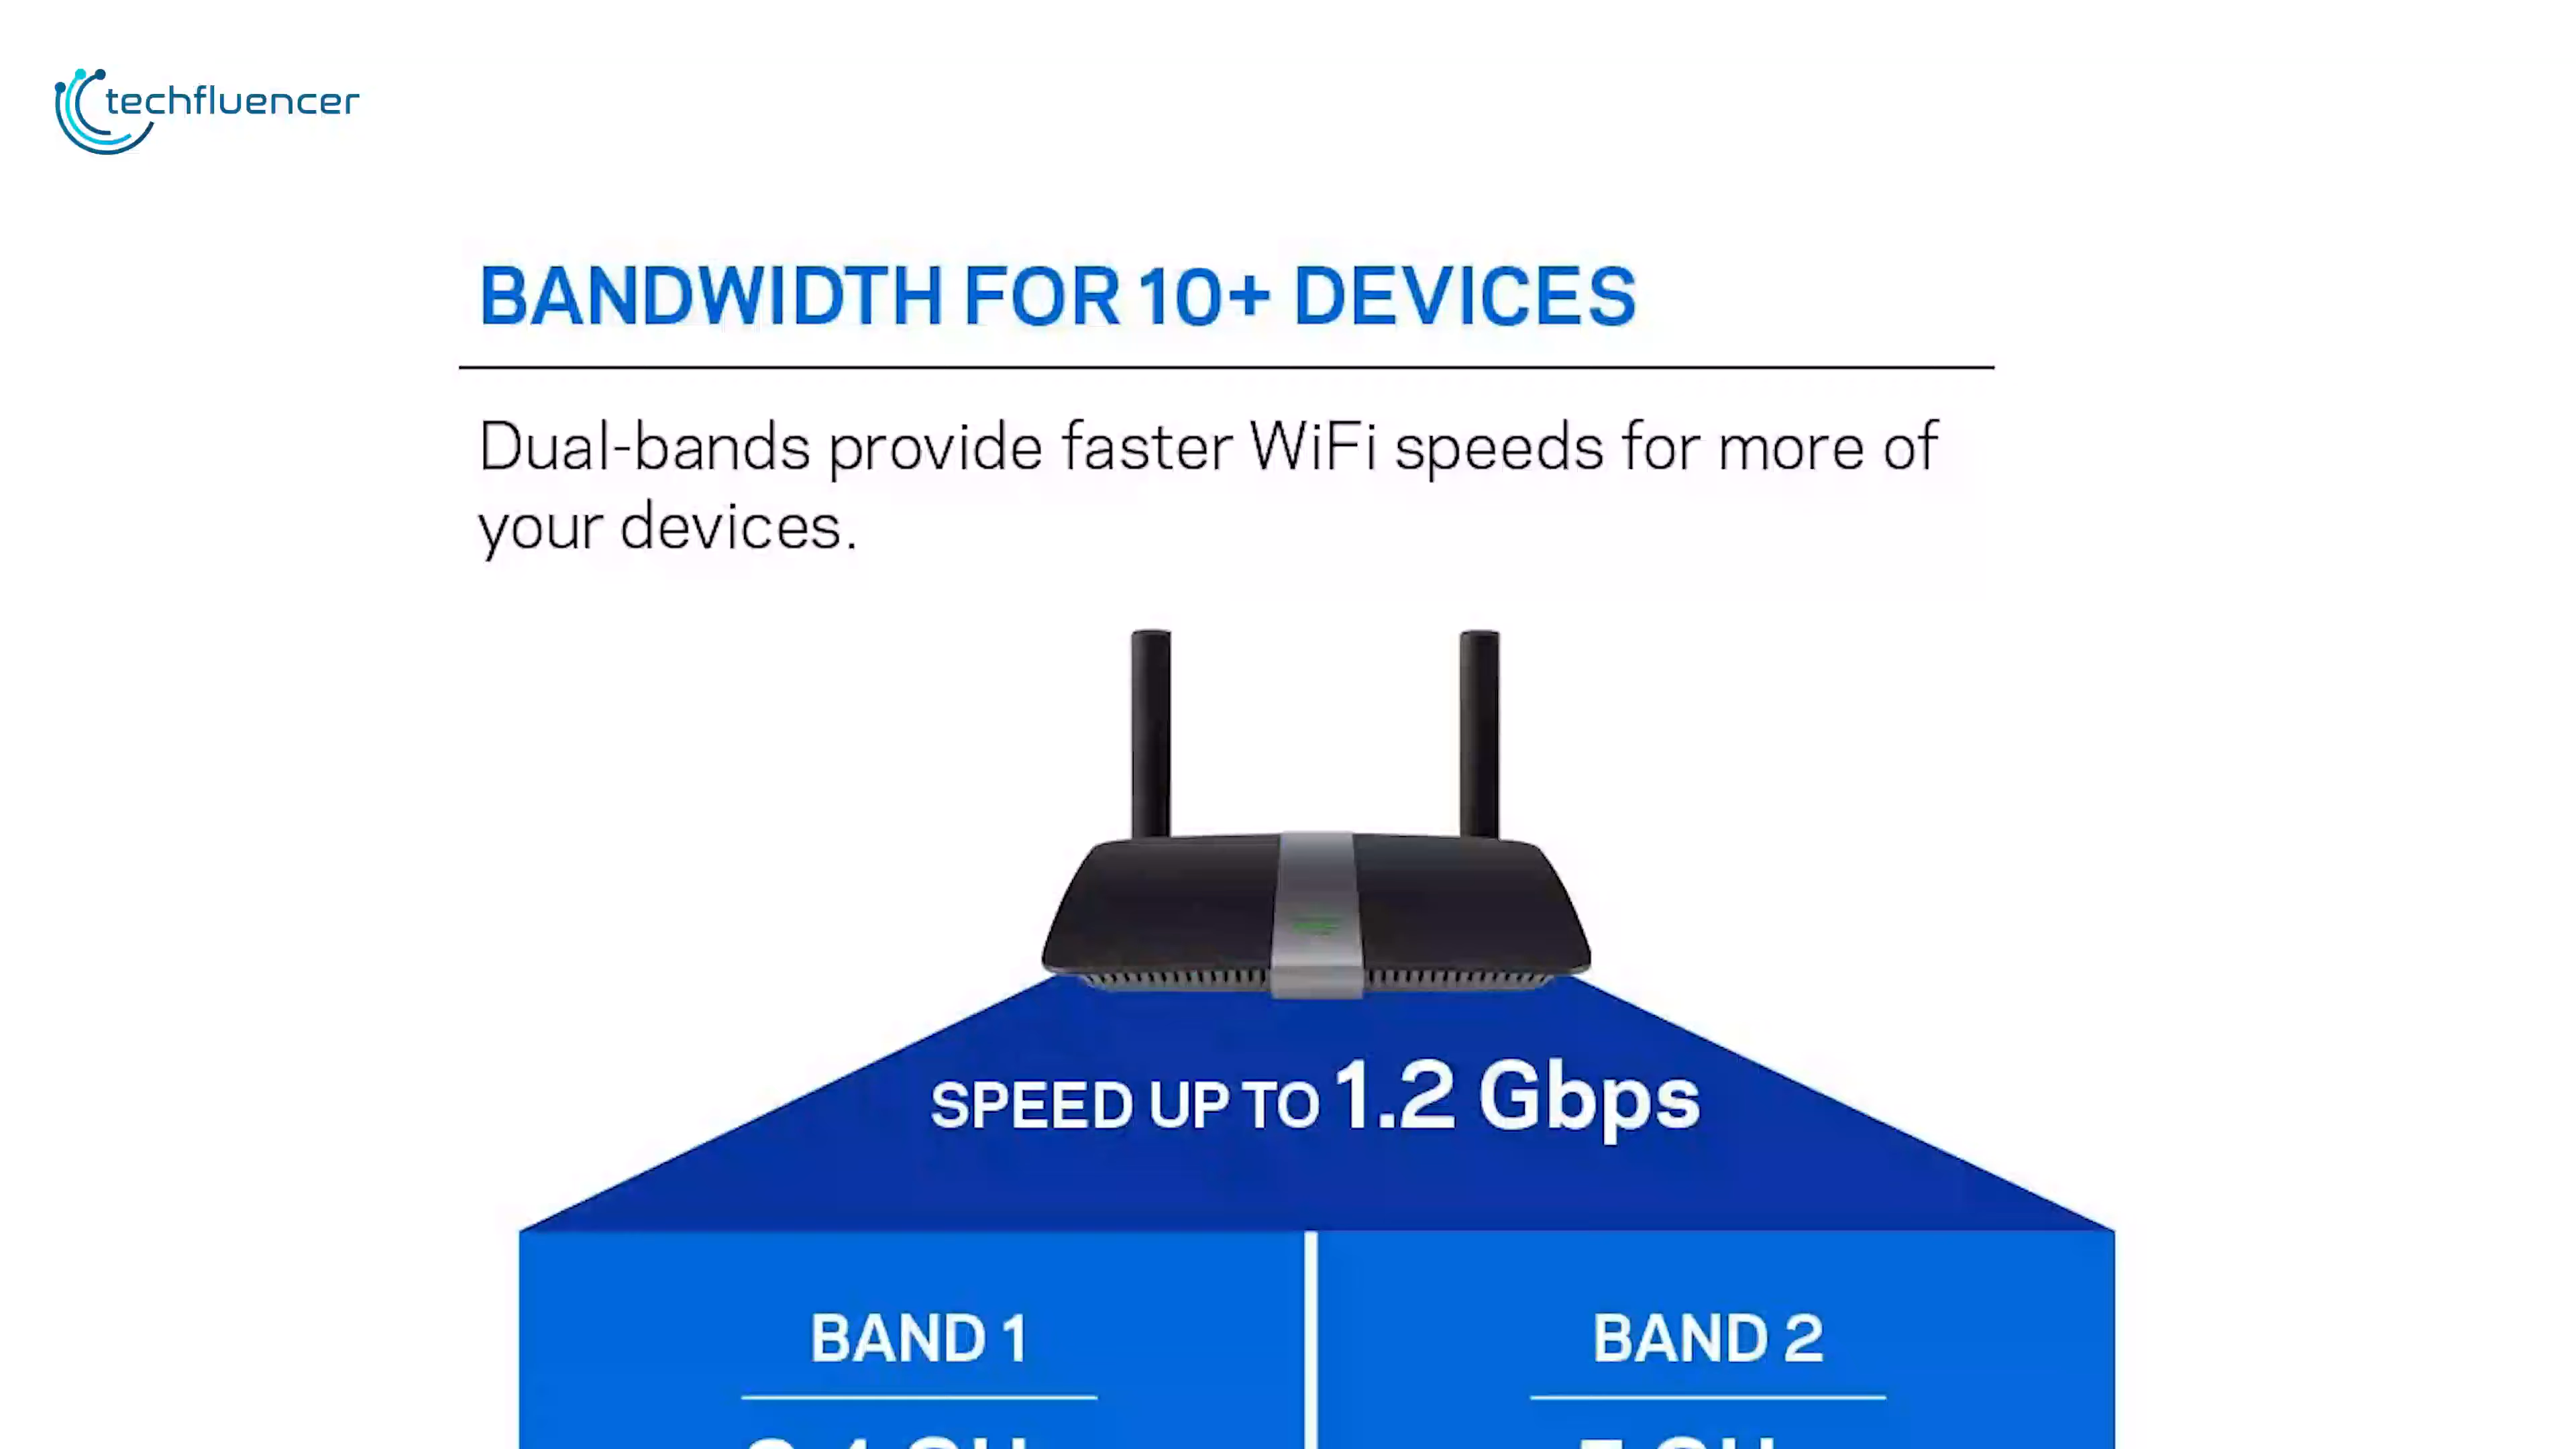 techfluencer
BANDWIDTH FOR 10+ DEVICES
Dual-bands provide faster WiFi speeds for more of
your devices.
SPEED UP TO 1.2 Gbps
BAND 1
BAND 2